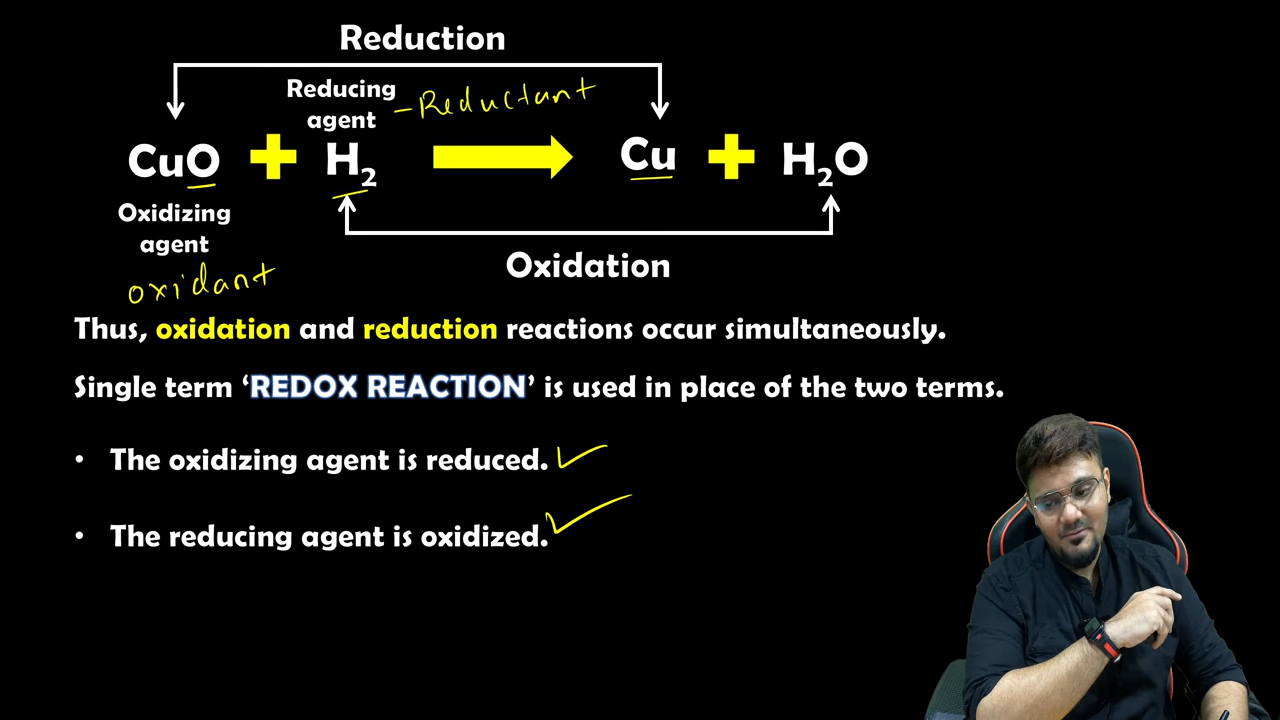 Reduction
Reducing
agent
-Reductant
CuO + H₂ → Cu + H₂O
Oxidizing
agent
oxidant
Oxidation
Thus, oxidation and reduction reactions occur simultaneously.
Single term ‘REDOX REACTION’ is used in place of the two terms.
• The oxidizing agent is reduced.
• The reducing agent is oxidized.